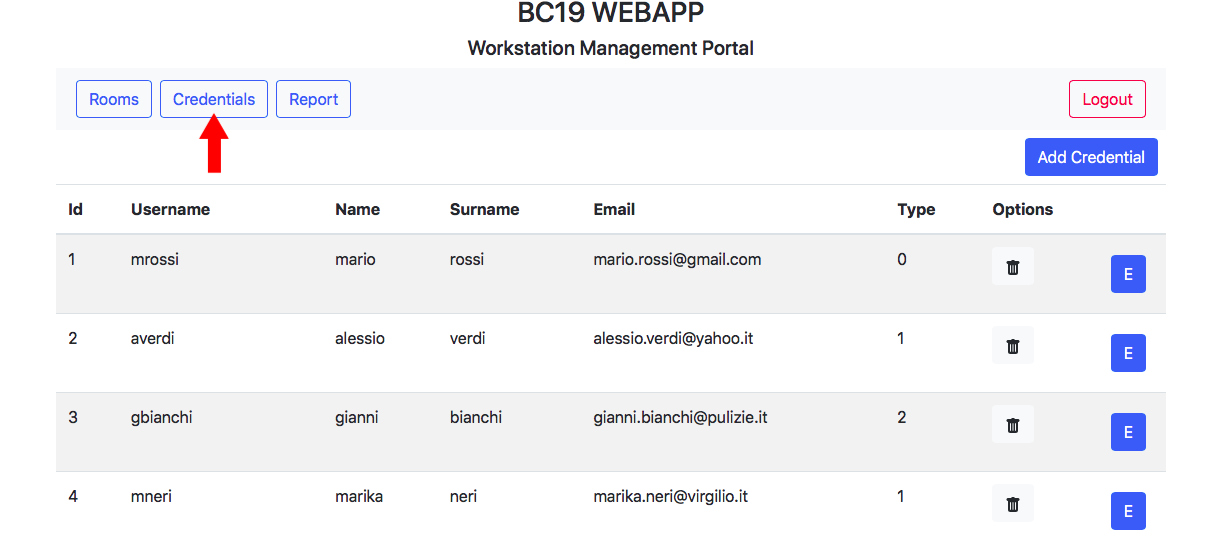 BC19 WEBAPP
Workstation Management Portal
Rooms Credentials Report Logout
Add Credential
Id Username Name Surname Email Type Options
1 mrossi mario rossi mario.rossi@gmail.com 0 E
2 averdi alessio verdi alessio.verdi@yahoo.it 1 E
3 gbianchi gianni bianchi gianni.bianchi@pulizie.it 2 E
4 mneri marika neri marika.neri@virgilio.it 1 E